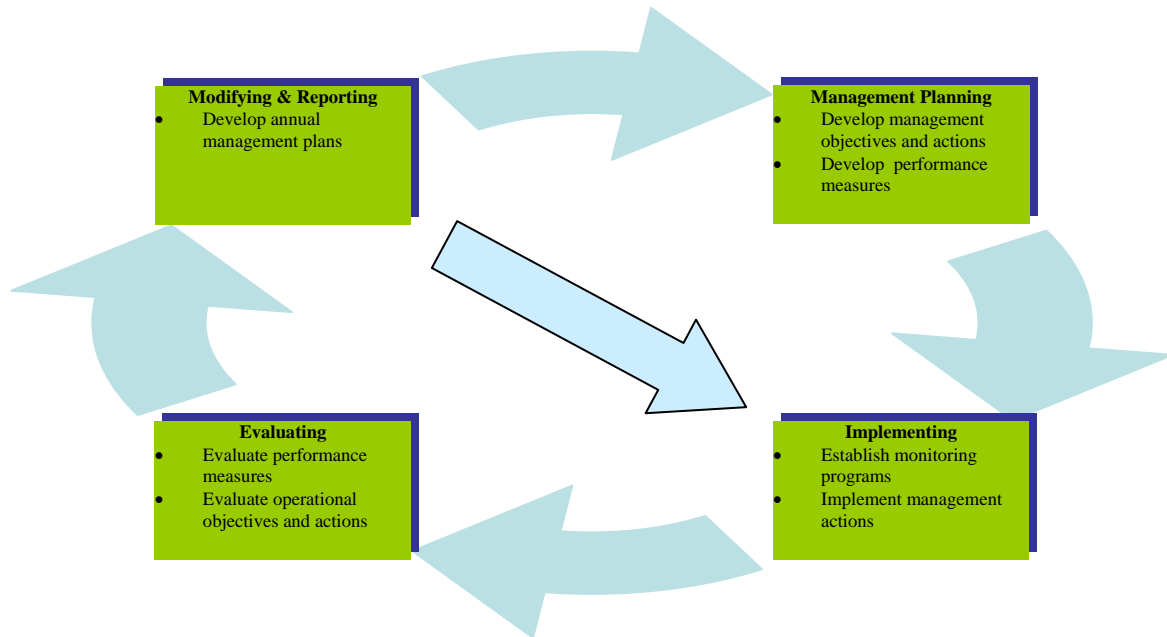 Modifying & Reporting
• Develop annual
management plans
Management Planning
• Develop management
objectives and actions
• Develop performance
measures
Evaluating
• Evaluate performance
measures
• Evaluate operational
objectives and actions
Implementing
• Establish monitoring
programs
• Implement management
actions